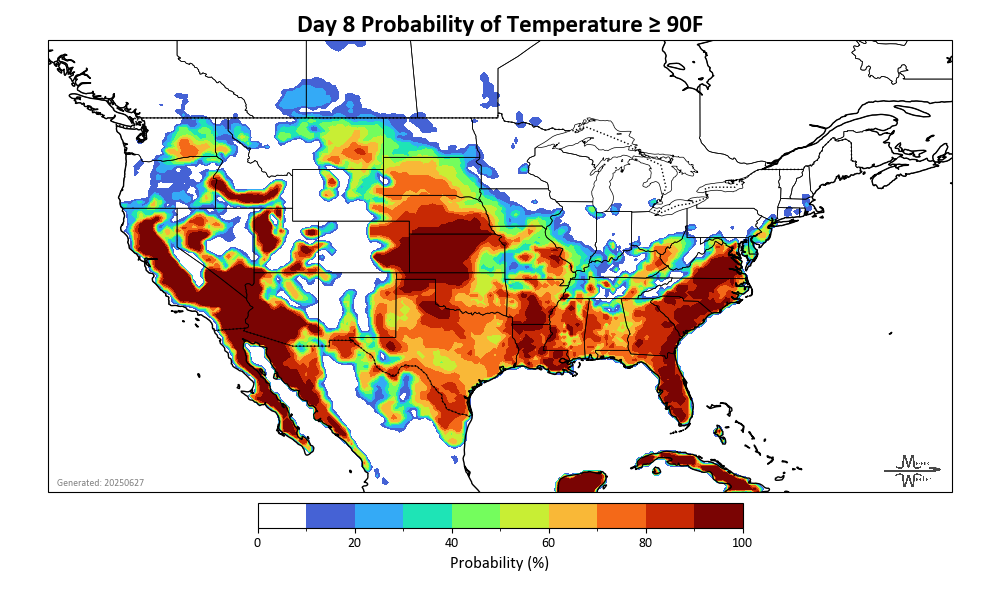 Day 8 Probability of Temperature ≥ 90F
Generated: 20250627
0 20 40 60 80 100
Probability (%)